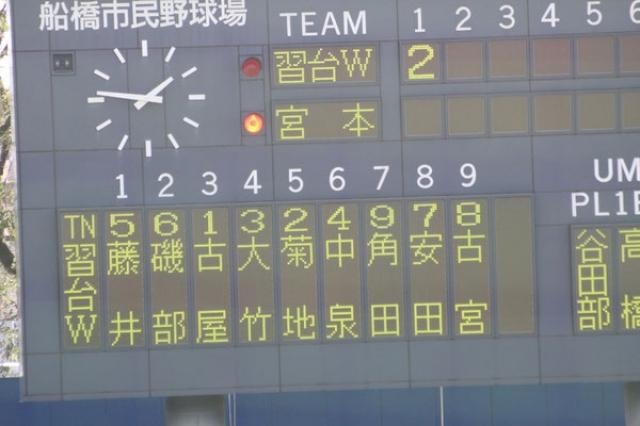 船橋市民野球場
TEAM 1 2 3 4 5 6
習台W 2
宮本
1 2 3 4 5 6 7 8 9
UM
PL1B
TN 5 6 1 3 2 4 9 7 8
習台W 藤井 磯部 古屋 大竹 菊地 中泉 角田 安田 古宮
谷田部 高橋